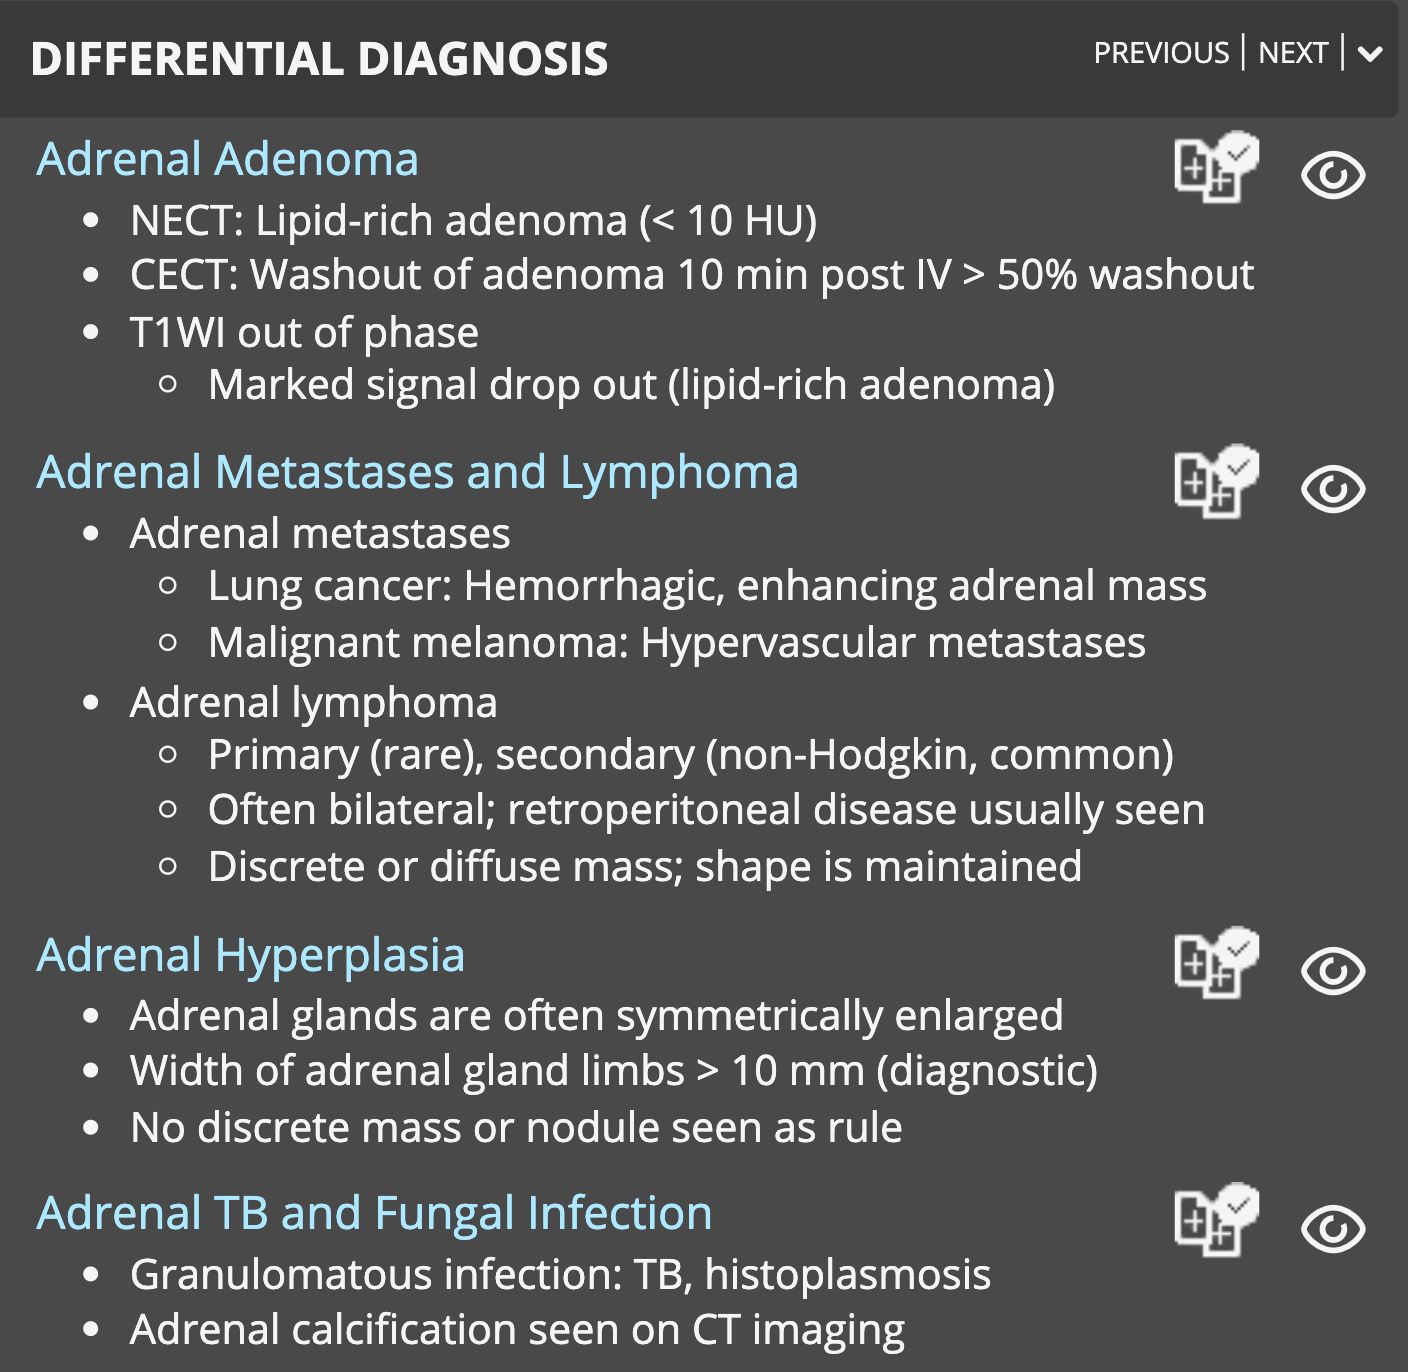 DIFFERENTIAL DIAGNOSIS
PREVIOUS | NEXT |
Adrenal Adenoma
• NECT: Lipid-rich adenoma (< 10 HU)
• CECT: Washout of adenoma 10 min post IV > 50% washout
• T1WI out of phase
○ Marked signal drop out (lipid-rich adenoma)
Adrenal Metastases and Lymphoma
• Adrenal metastases
○ Lung cancer: Hemorrhagic, enhancing adrenal mass
○ Malignant melanoma: Hypervascular metastases
• Adrenal lymphoma
○ Primary (rare), secondary (non-Hodgkin, common)
○ Often bilateral; retroperitoneal disease usually seen
○ Discrete or diffuse mass; shape is maintained
Adrenal Hyperplasia
• Adrenal glands are often symmetrically enlarged
• Width of adrenal gland limbs > 10 mm (diagnostic)
• No discrete mass or nodule seen as rule
Adrenal TB and Fungal Infection
• Granulomatous infection: TB, histoplasmosis
• Adrenal calcification seen on CT imaging